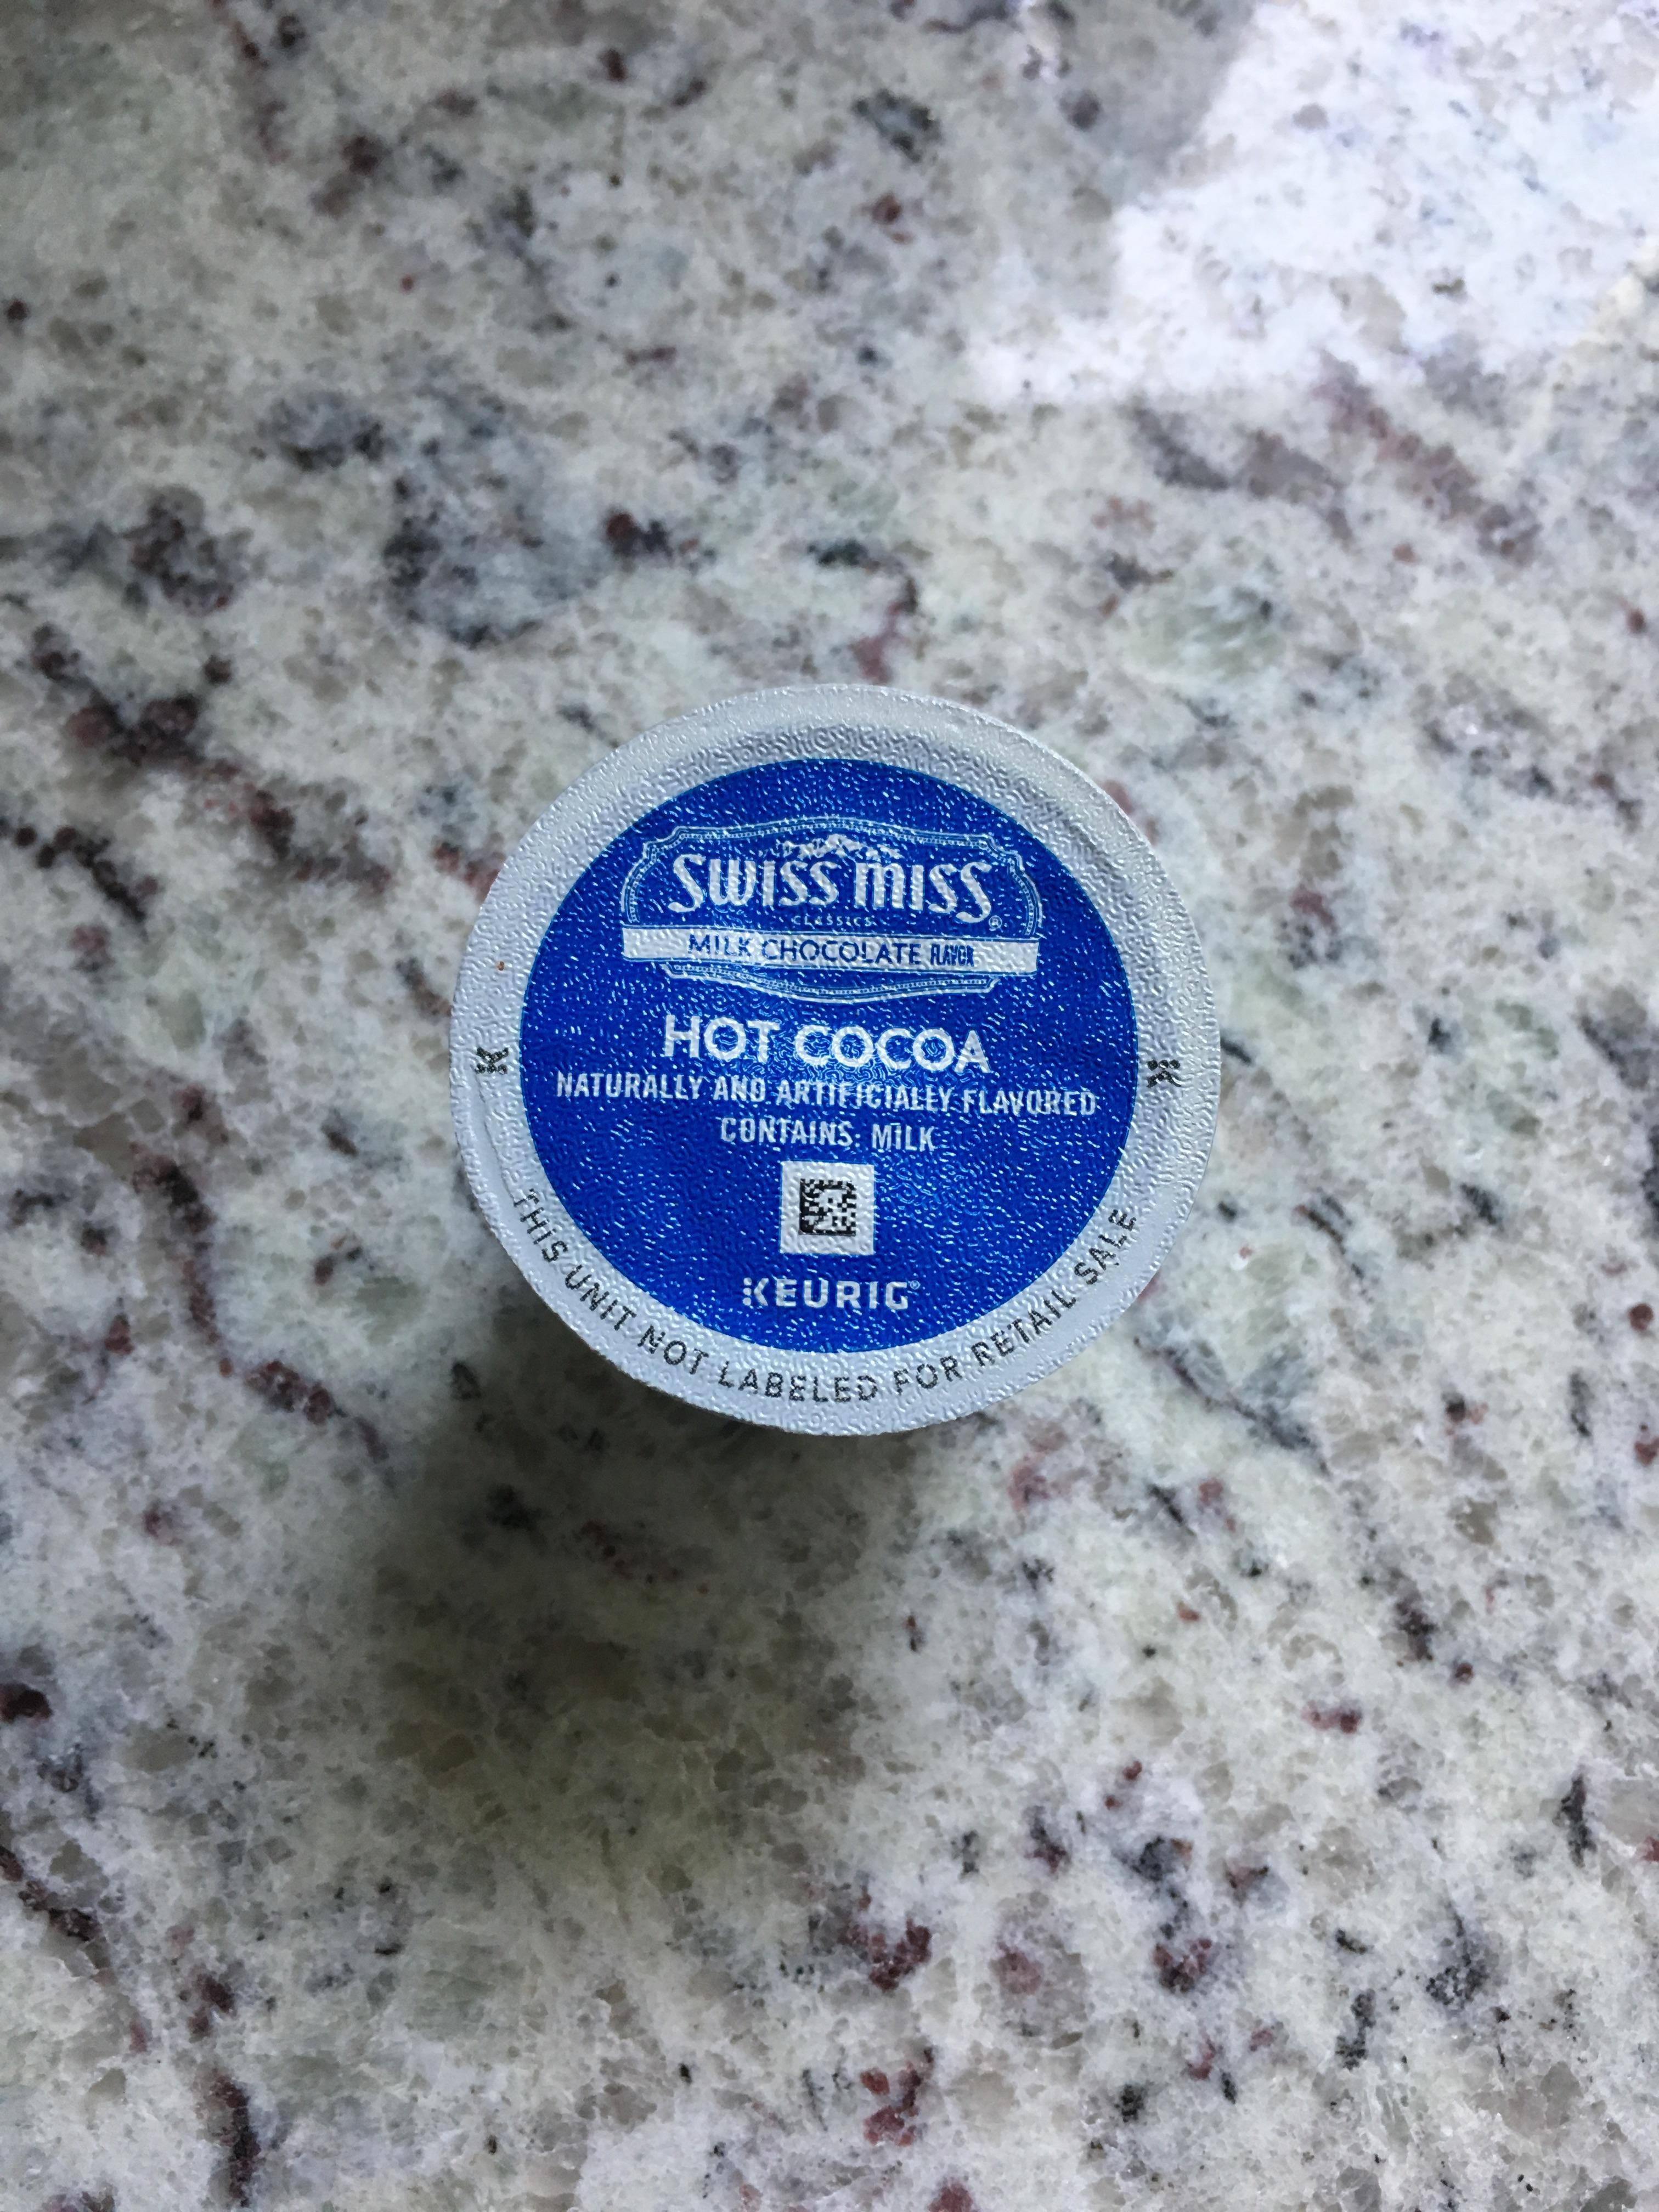 SWISS MISS®
CLASSICS
MILK CHOCOLATE FLAVOR
HOT COCOA
NATURALLY AND ARTIFICIALLY FLAVORED
CONTAINS: MILK
KEURIG®
THIS UNIT NOT LABELED FOR RETAIL SALE
K
K